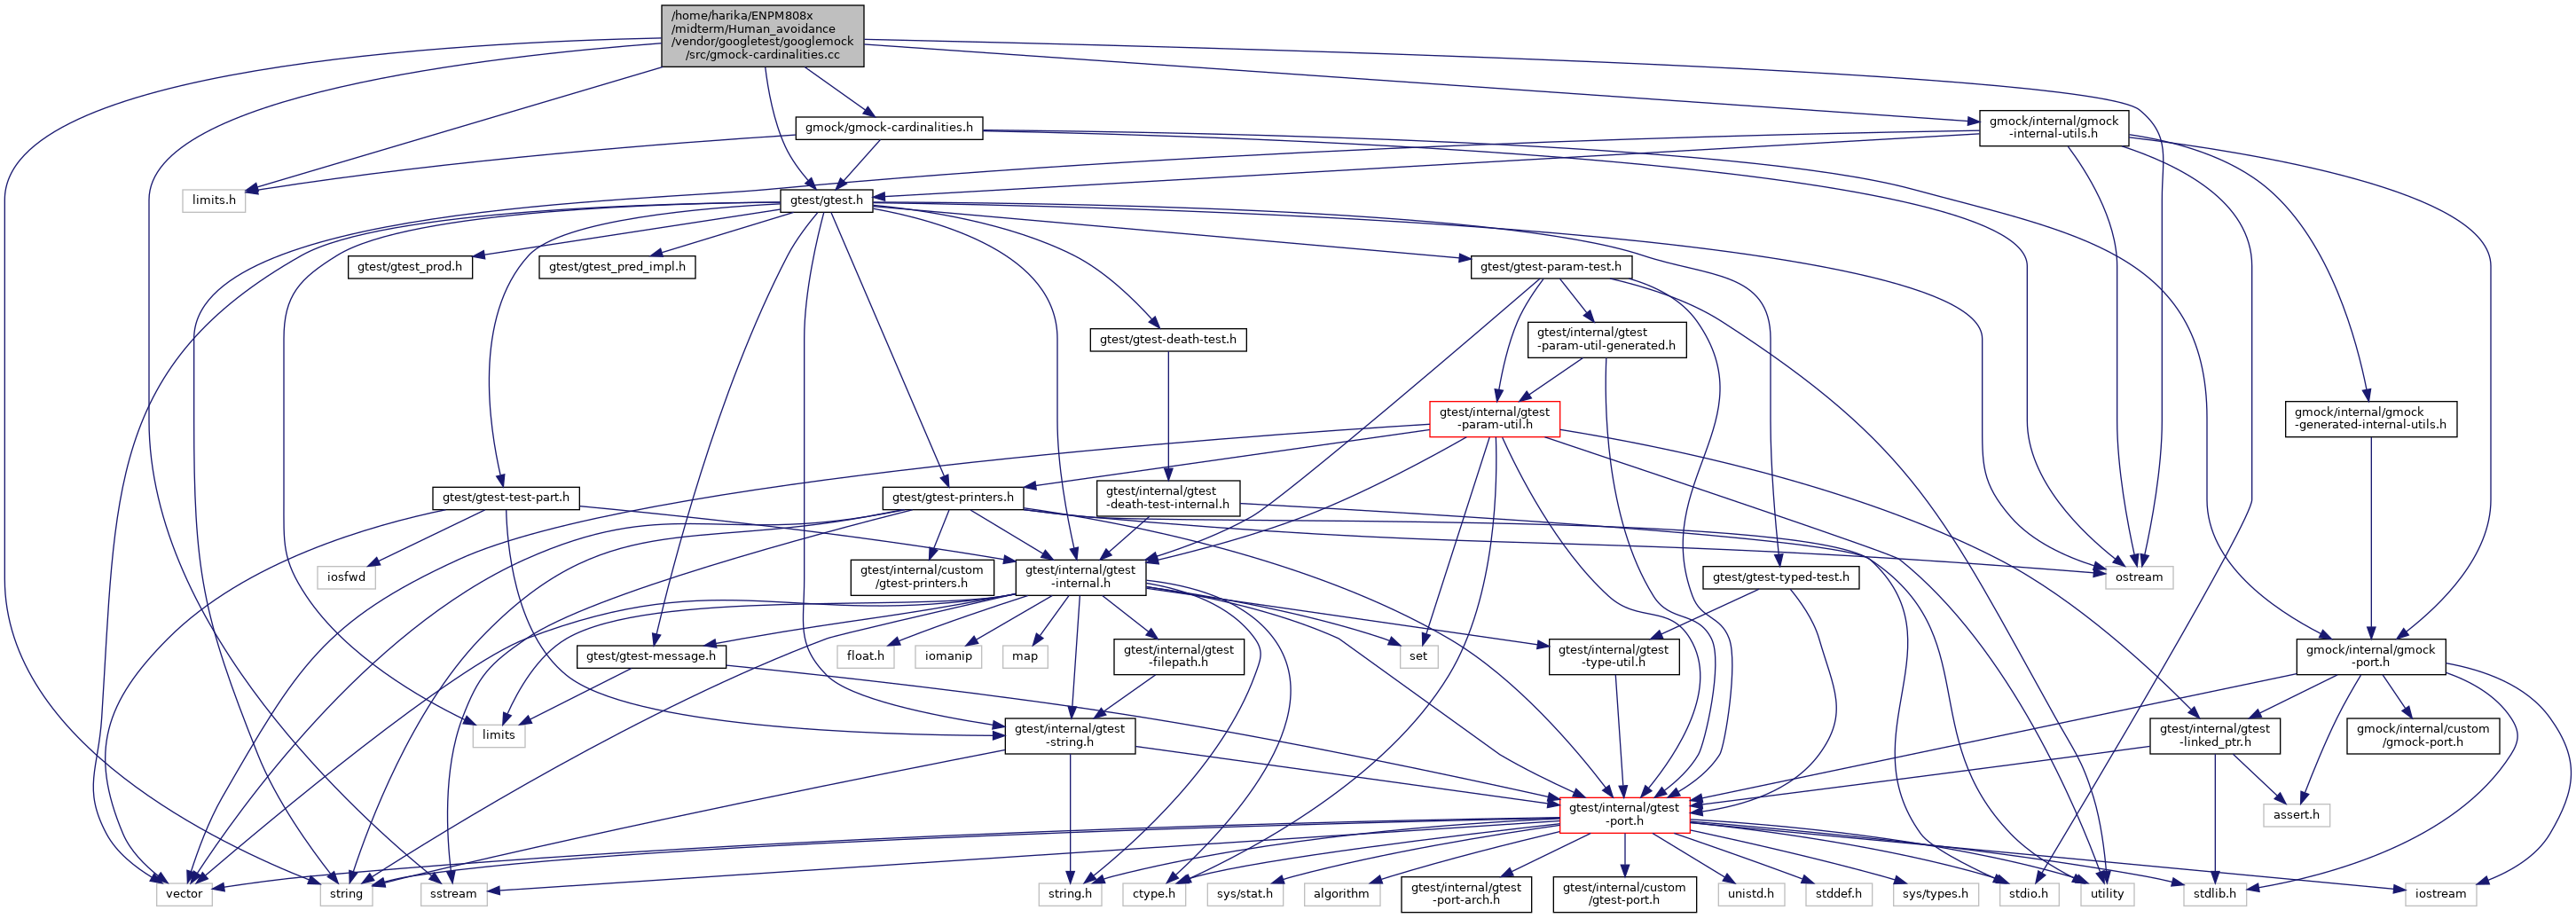 /home/harika/ENPM808x
/midterm/Human_avoidance
/vendor/googletest/googlemock
/src/gmock-cardinalities.cc
gmock/gmock-cardinalities.h
gmock/internal/gmock
-internal-utils.h
limits.h
gtest/gtest.h
gtest/gtest_prod.h
gtest/gtest_pred_impl.h
gtest/gtest-param-test.h
gtest/gtest-death-test.h
gtest/internal/gtest
-param-util-generated.h
gtest/internal/gtest
-param-util.h
gmock/internal/gmock
-generated-internal-utils.h
gtest/gtest-test-part.h
gtest/gtest-printers.h
gtest/internal/gtest
-death-test-internal.h
iosfwd
gtest/internal/custom
/gtest-printers.h
gtest/internal/gtest
-internal.h
gtest/gtest-typed-test.h
ostream
gtest/gtest-message.h
float.h
iomanip
map
gtest/internal/gtest
-filepath.h
set
gtest/internal/gtest
-type-util.h
gmock/internal/gmock
-port.h
limits
gtest/internal/gtest
-string.h
gtest/internal/gtest
-linked_ptr.h
gmock/internal/custom
/gmock-port.h
gtest/internal/gtest
-port.h
assert.h
vector
string
sstream
string.h
ctype.h
sys/stat.h
algorithm
gtest/internal/gtest
-port-arch.h
gtest/internal/custom
/gtest-port.h
unistd.h
stddef.h
sys/types.h
stdio.h
utility
stdlib.h
iostream